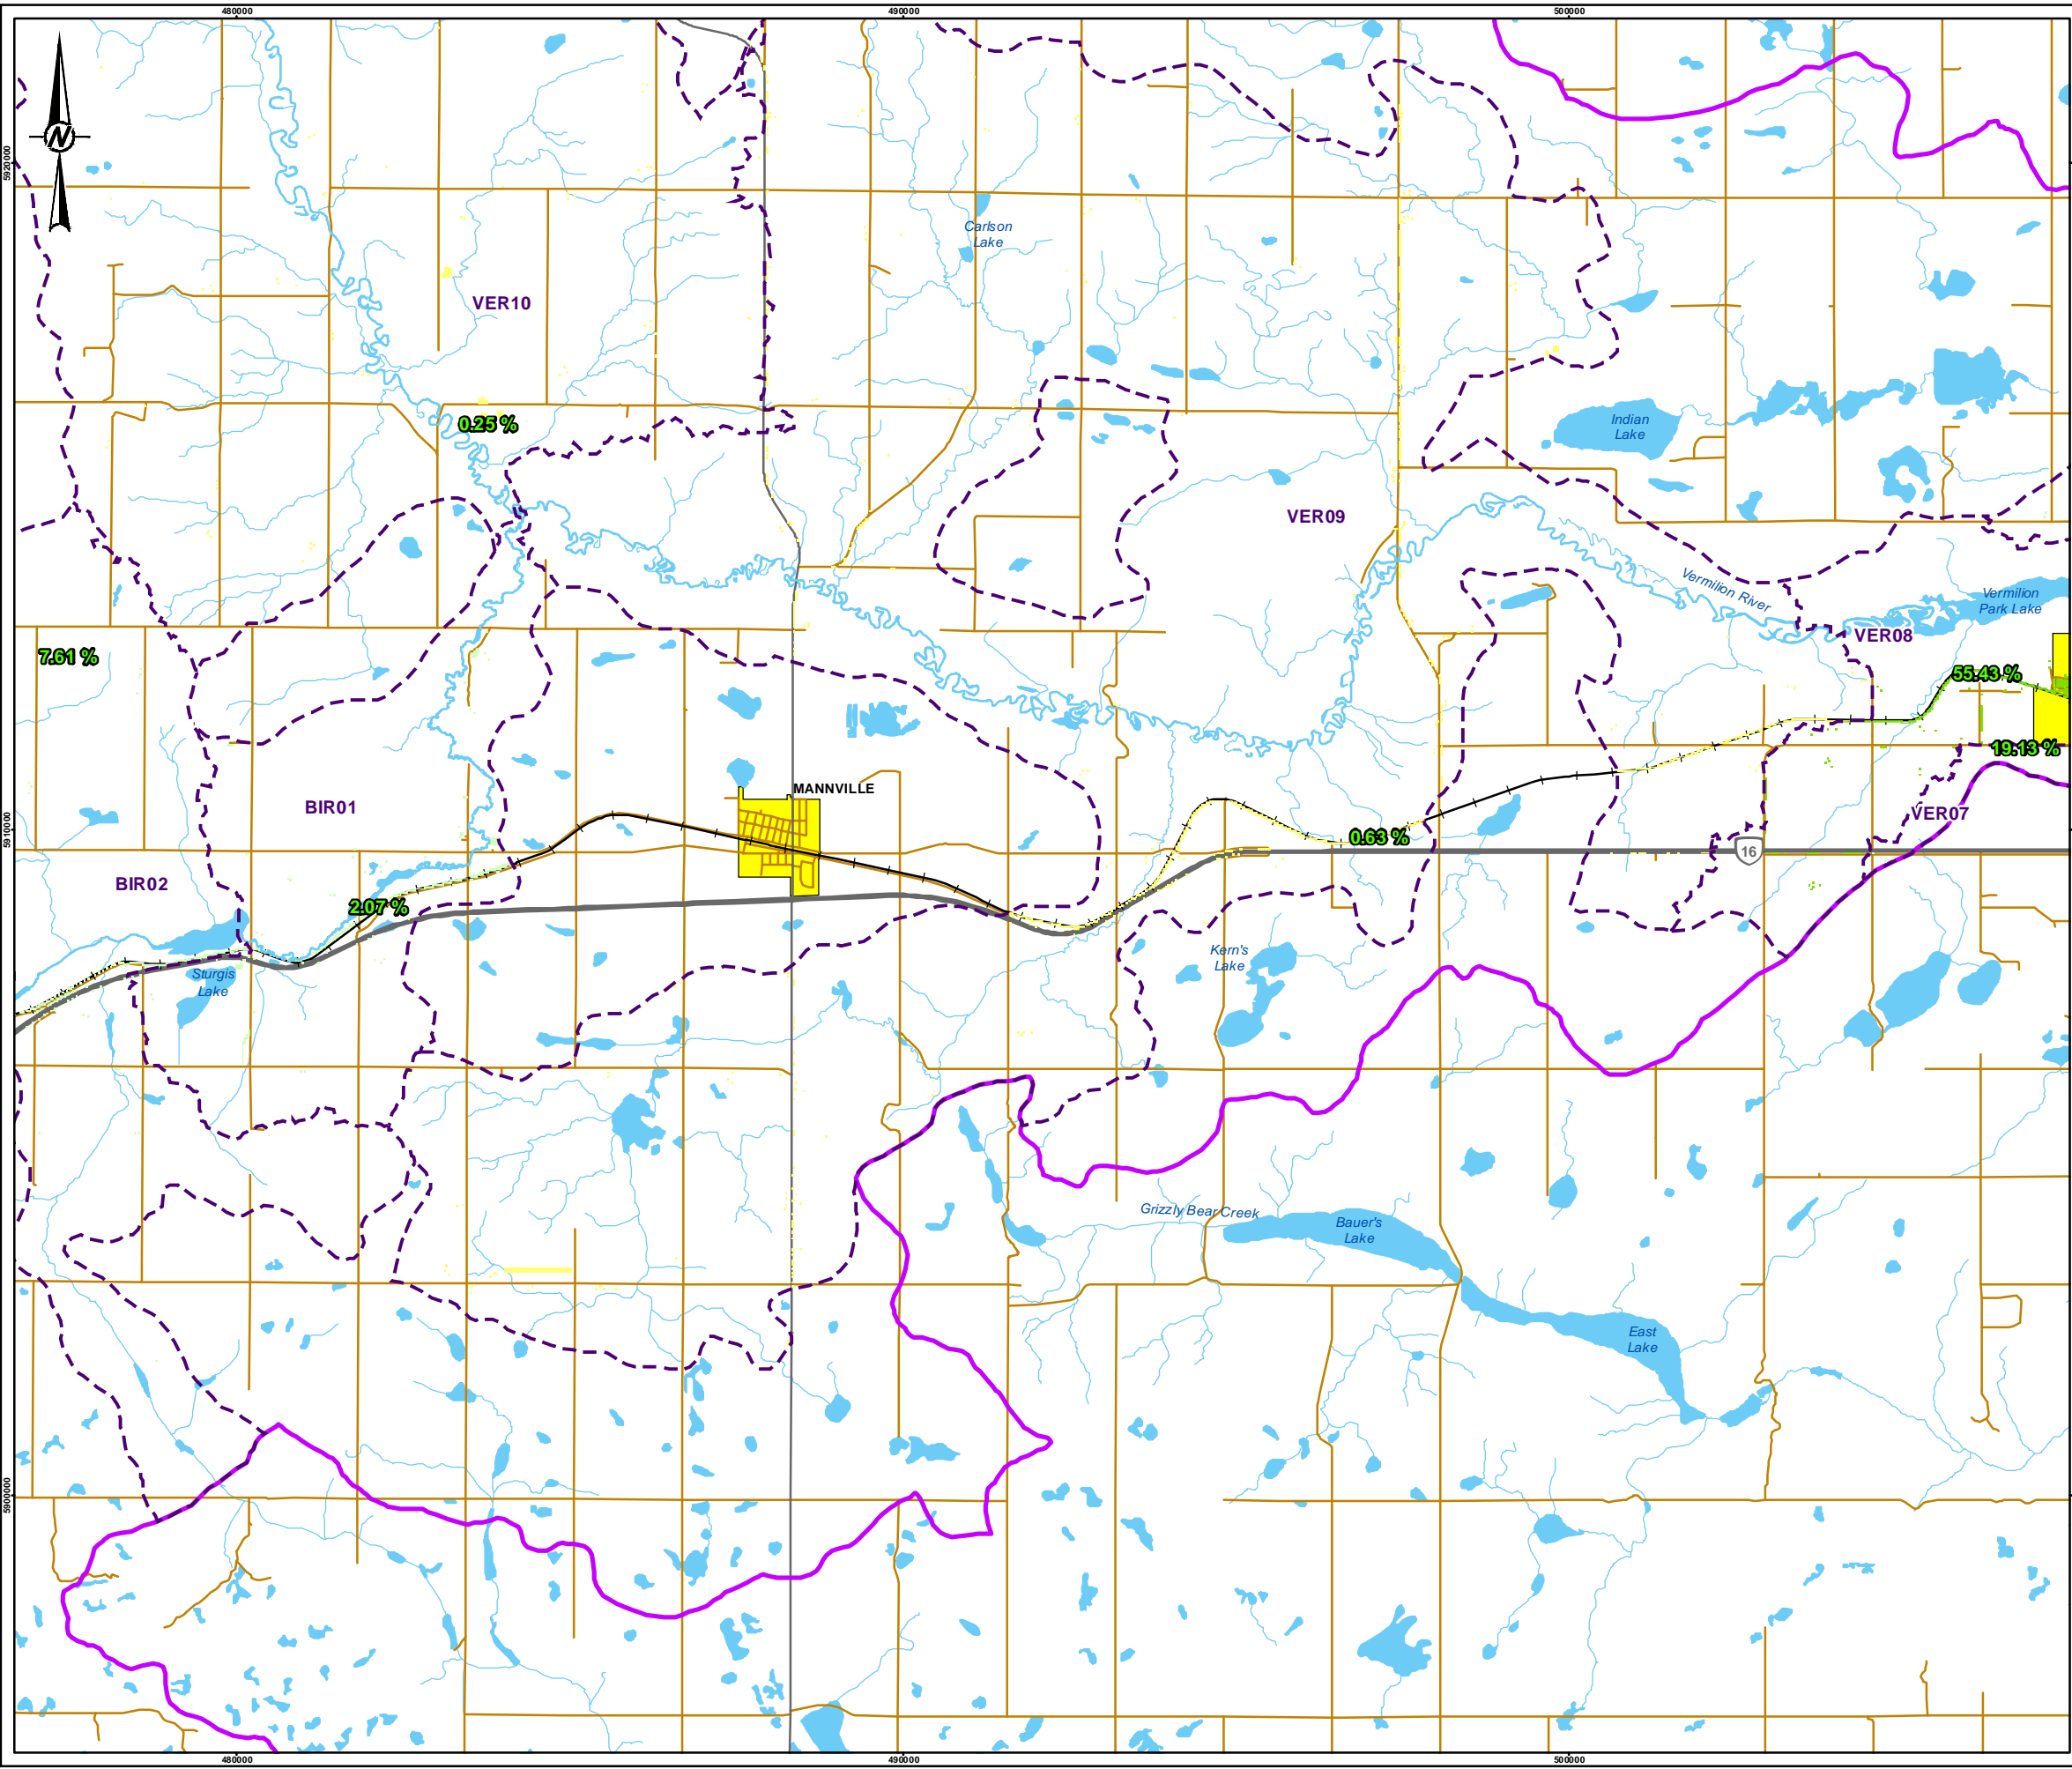 480000
490000
500000
N
5920000
Carlson
Lake
VER10
0.25 %
Indian
Lake
VER09
Vermilion River
Vermilion
Park Lake
VER08
7.61 %
55.43 %
19.13 %
MANNVILLE
BIR01
VER07
5910000
0.63 %
16
BIR02
2.07 %
Kern's
Lake
Sturgis
Lake
Grizzly Bear Creek
Bauer's
Lake
East
Lake
5900000
480000
490000
500000